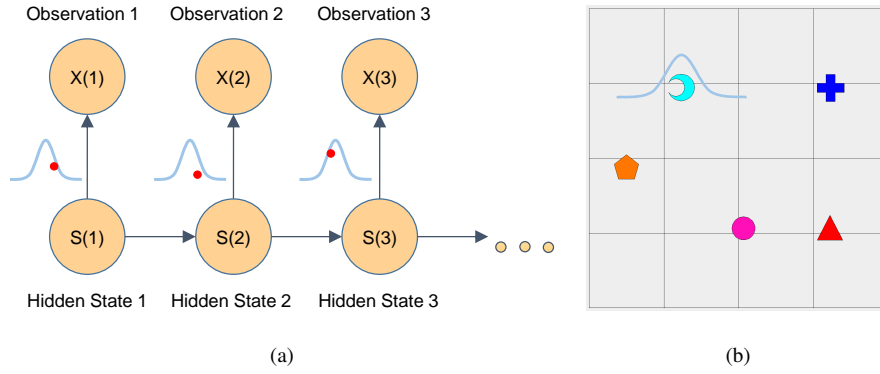 Observation 1 Observation 2 Observation 3
X(1) X(2) X(3)
S(1) S(2) S(3)
Hidden State 1 Hidden State 2 Hidden State 3
(a) (b)